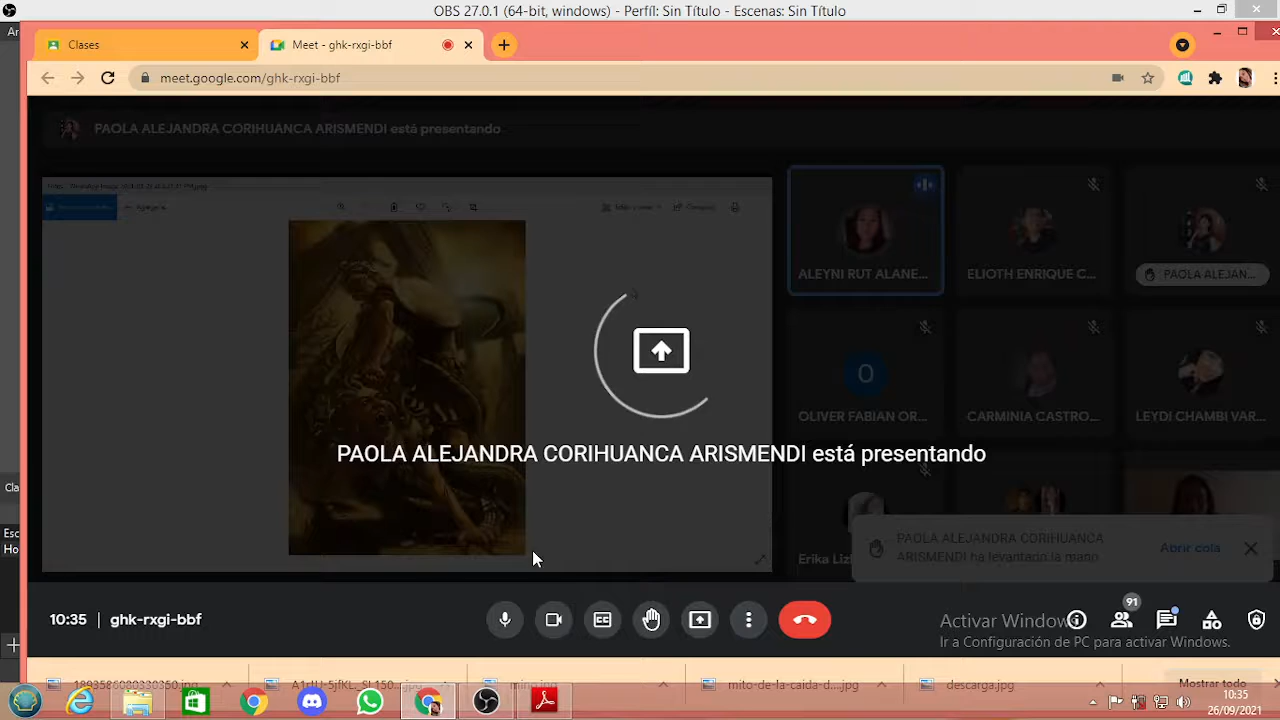 OBS 27.0.1 (64-bit, windows) - Perfil: Sin Título - Escenas: Sin Título
Clases
Meet - ghk-rxgi-bbf
meet.google.com/ghk-rxgi-bbf
PAOLA ALEJANDRA CORIHUANCA ARISMENDI está presentando
ALEYNI RUT ALANE...
ELIOTH ENRIQUE C...
PAOLA ALEJAN...
O
OLIVER FABIAN OR...
CARMINIA CASTRO...
LEYDI CHAMBI VAR...
PAOLA ALEJANDRA CORIHUANCA ARISMENDI está presentando
Erika Lizi
PAOLA ALEJANDRA CORIHUANCA
ARISMENDI ha levantado la mano
Abrir cola
10:35 | ghk-rxgi-bbf
91
Activar Windows
Ir a Configuración de PC para activar Windows.
mito-de-la-caida-d....jpg
descarga.jpg
Mostrar todo
10:35
26/09/2021